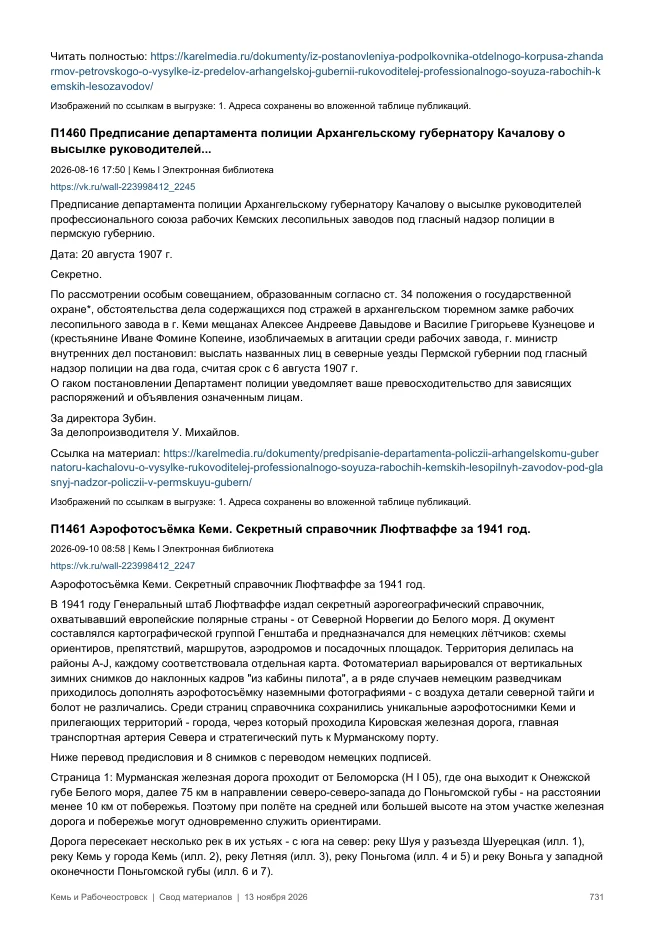 Читать полностью: https://karelmedia.ru/dokumenty/iz-postanovleniya-podpolkovnika-otdelnogo-korpusa-zhanda
rmov-petrovskogo-o-vysylke-iz-predelov-arhangelskoj-gubernii-rukovoditelej-professionalnogo-soyuza-rabochih-k
emskih-lesozavodov/
Изображений по ссылкам в выгрузке: 1. Адреса сохранены во вложенной таблице публикаций.
П1460 Предписание департамента полиции Архангельскому губернатору Качалову о
высылке руководителей...
2026-08-16 17:50 | Кемь I Электронная библиотека
https://vk.ru/wall-223998412_2245
Предписание департамента полиции Архангельскому губернатору Качалову о высылке руководителей
профессионального союза рабочих Кемских лесопильных заводов под гласный надзор полиции в
пермскую губернию.
Дата: 20 августа 1907 г.
Секретно.
По рассмотрении особым совещанием, образованным согласно ст. 34 положения о государственной
охране*, обстоятельства дела содержащихся под стражей в архангельском тюремном замке рабочих
лесопильного завода в г. Кеми мещанах Алексее Андрееве Давыдове и Василие Григорьеве Кузнецове и
(крестьянине Иване Фомине Копеине, изобличаемых в агитации среди рабочих завода, г. министр
внутренних дел постановил: выслать названных лиц в северные уезды Пермской губернии под гласный
надзор полиции на два года, считая срок с 6 августа 1907 г.
О гаком постановлении Департамент полиции уведомляет ваше превосходительство для зависящих
распоряжений и объявления означенным лицам.
За директора Зубин.
За делопроизводителя У. Михайлов.
Ссылка на материал: https://karelmedia.ru/dokumenty/predpisanie-departamenta-policzii-arhangelskomu-guber
natoru-kachalovu-o-vysylke-rukovoditelej-professionalnogo-soyuza-rabochih-kemskih-lesopilnyh-zavodov-pod-gla
snyj-nadzor-policzii-v-permskuyu-gubern/
Изображений по ссылкам в выгрузке: 1. Адреса сохранены во вложенной таблице публикаций.
П1461 Аэрофотосъёмка Кеми. Секретный справочник Люфтваффе за 1941 год.
2026-09-10 08:58 | Кемь I Электронная библиотека
https://vk.ru/wall-223998412_2247
Аэрофотосъёмка Кеми. Секретный справочник Люфтваффе за 1941 год.
В 1941 году Генеральный штаб Люфтваффе издал секретный аэрогеографический справочник,
охватывавший европейские полярные страны - от Северной Норвегии до Белого моря. Д окумент
составлялся картографической группой Генштаба и предназначался для немецких лётчиков: схемы
ориентиров, препятствий, маршрутов, аэродромов и посадочных площадок. Территория делилась на
районы A-J, каждому соответствовала отдельная карта. Фотоматериал варьировался от вертикальных
зимних снимков до наклонных кадров "из кабины пилота", а в ряде случаев немецким разведчикам
приходилось дополнять аэрофотосъёмку наземными фотографиями - с воздуха детали северной тайги и
болот не различались. Среди страниц справочника сохранились уникальные аэрофотоснимки Кеми и
прилегающих территорий - города, через который проходила Кировская железная дорога, главная
транспортная артерия Севера и стратегический путь к Мурманскому порту.
Ниже перевод предисловия и 8 снимков с переводом немецких подписей.
Страница 1: Мурманская железная дорога проходит от Беломорска (H I 05), где она выходит к Онежской
губе Белого моря, далее 75 км в направлении северо-северо-запада до Поньгомской губы - на расстоянии
менее 10 км от побережья. Поэтому при полёте на средней или большей высоте на этом участке железная
дорога и побережье могут одновременно служить ориентирами.
Дорога пересекает несколько рек в их устьях - с юга на север: реку Шуя у разъезда Шуерецкая (илл. 1),
реку Кемь у города Кемь (илл. 2), реку Летняя (илл. 3), реку Поньгома (илл. 4 и 5) и реку Воньга у западной
оконечности Поньгомской губы (илл. 6 и 7).
Кемь и Рабочеостровск | Свод материалов | 13 ноября 2026
731